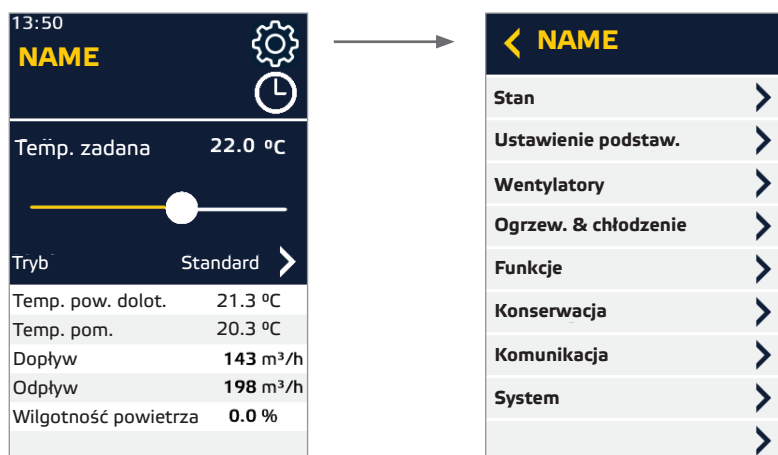 13:50
NAME
Temp. zadana 22.0 ºC
Tryb Standard
Temp. pow. dolot. 21.3 ºC
Temp. pom. 20.3 ºC
Dopływ 143 m³/h
Odpływ 198 m³/h
Wilgotność powietrza 0.0 %
NAME
Stan
Ustawienie podstaw.
Wentylatory
Ogrzew. & chłodzenie
Funkcje
Konserwacja
Komunikacja
System